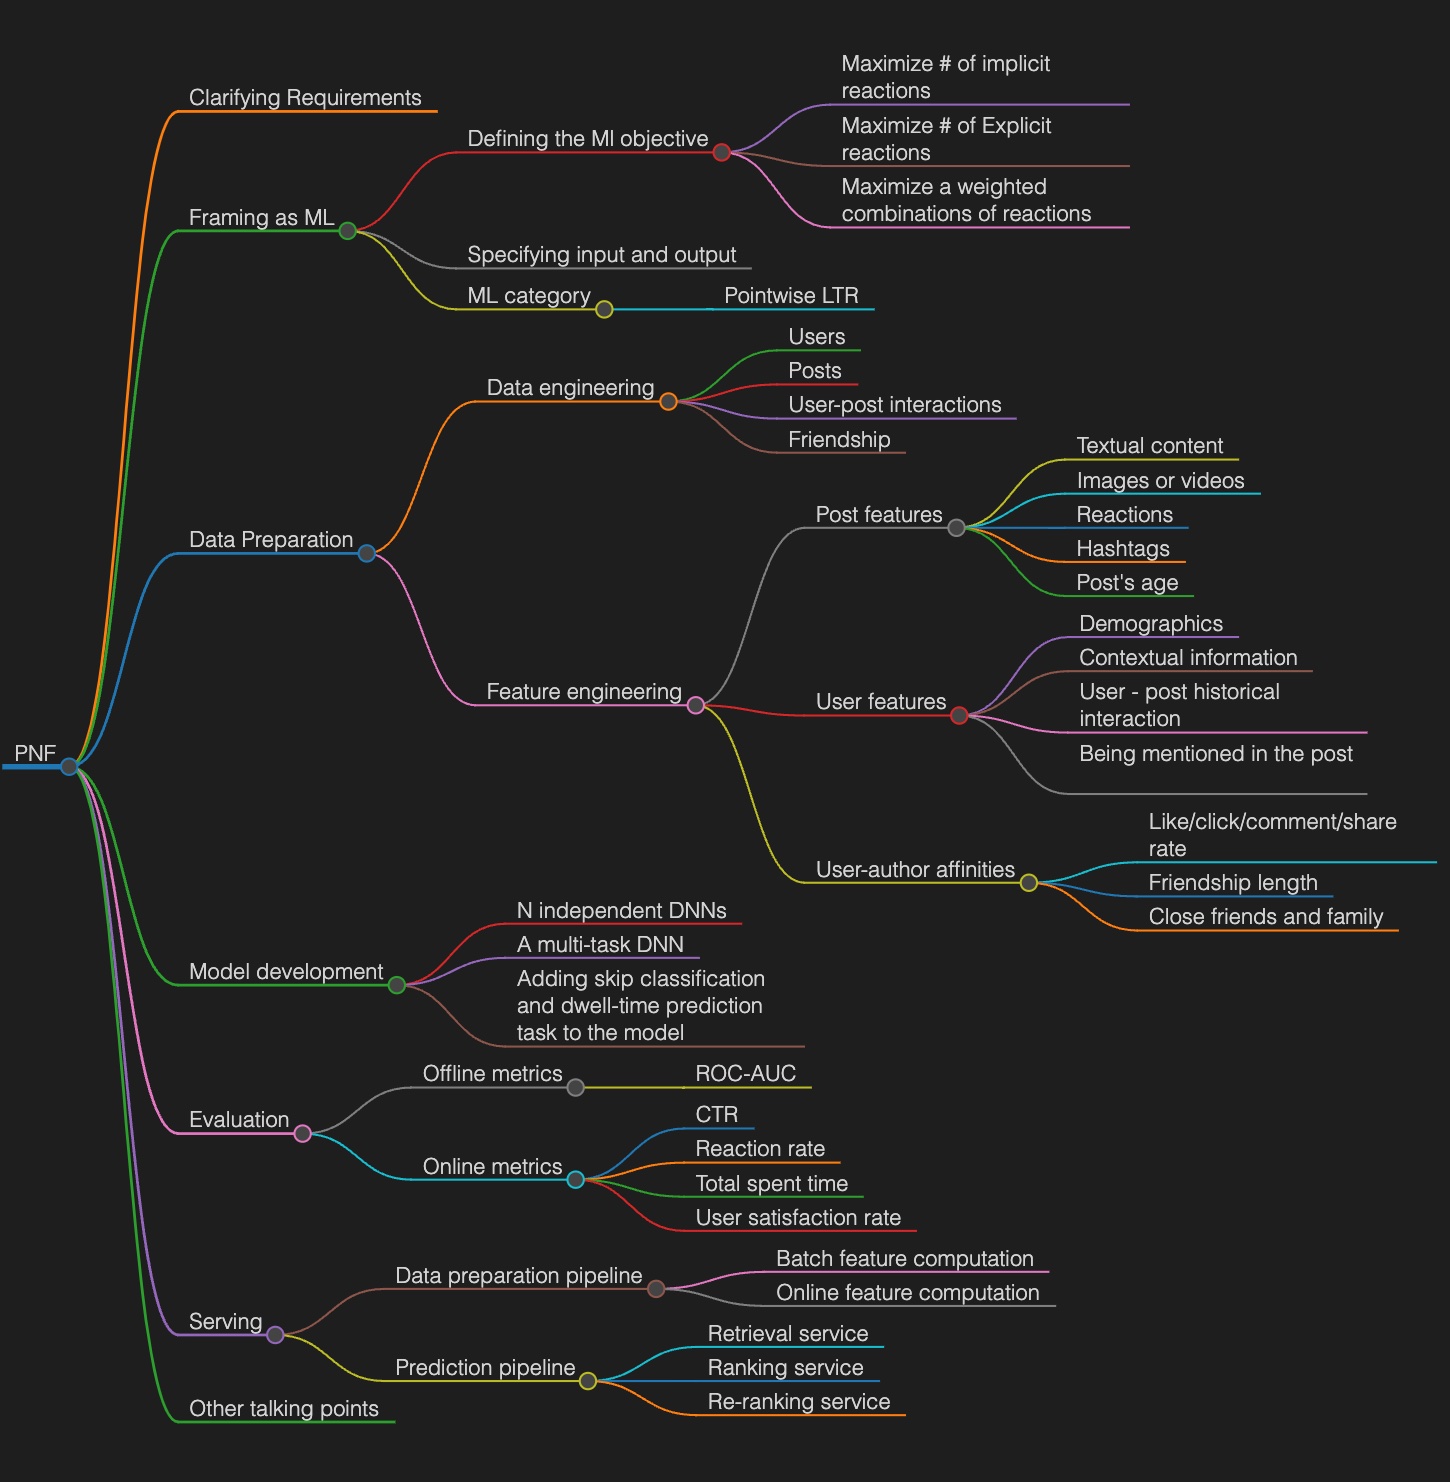 PNF
Clarifying Requirements
Framing as ML
Defining the Ml objective
Maximize # of implicit
reactions
Maximize # of Explicit
reactions
Maximize a weighted
combinations of reactions
Specifying input and output
ML category
Pointwise LTR
Data Preparation
Data engineering
Users
Posts
User-post interactions
Friendship
Feature engineering
Post features
Textual content
Images or videos
Reactions
Hashtags
Post's age
User features
Demographics
Contextual information
User - post historical
interaction
Being mentioned in the post
User-author affinities
Like/click/comment/share
rate
Friendship length
Close friends and family
Model development
N independent DNNs
A multi-task DNN
Adding skip classification
and dwell-time prediction
task to the model
Evaluation
Offline metrics
ROC-AUC
Online metrics
CTR
Reaction rate
Total spent time
User satisfaction rate
Serving
Data preparation pipeline
Batch feature computation
Online feature computation
Prediction pipeline
Retrieval service
Ranking service
Re-ranking service
Other talking points